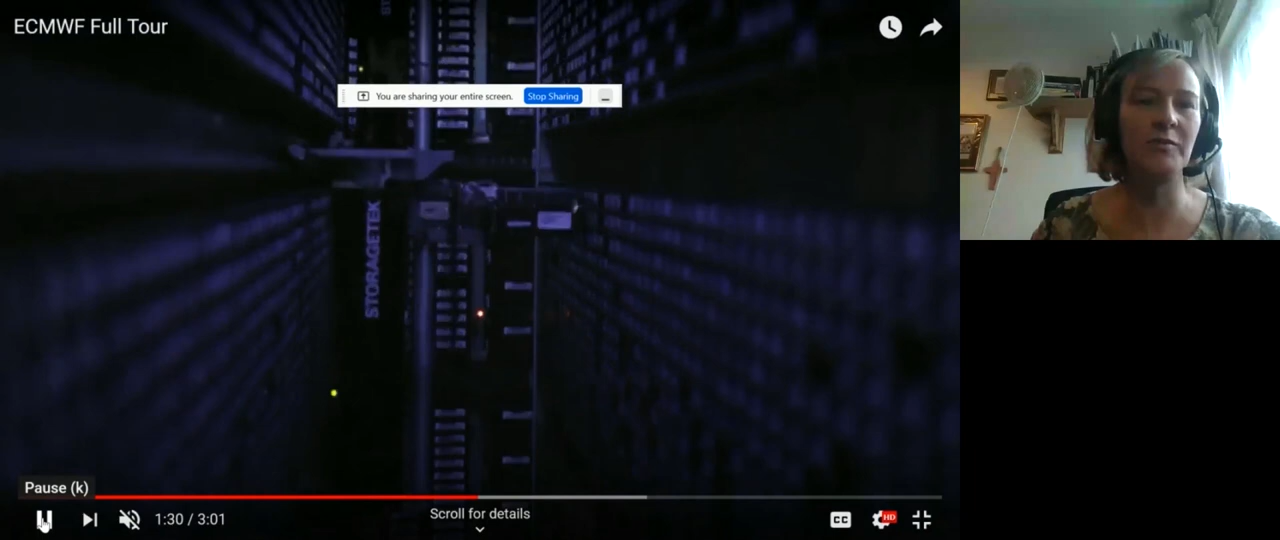 ECMWF Full Tour
You are sharing your entire screen. Stop Sharing
STORAGETEK
Pause (k)
1:30 / 3:01
Scroll for details
CC
HD